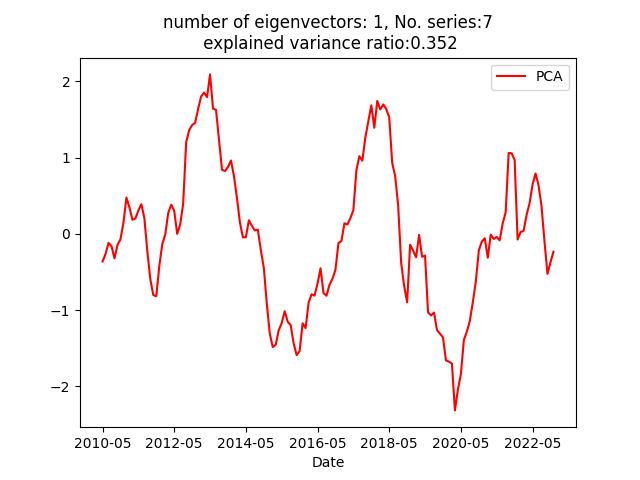 number of eigenvectors: 1, No. series:7
explained variance ratio:0.352
PCA
2
1
0
−1
−2
2010-05 2012-05 2014-05 2016-05 2018-05 2020-05 2022-05
Date